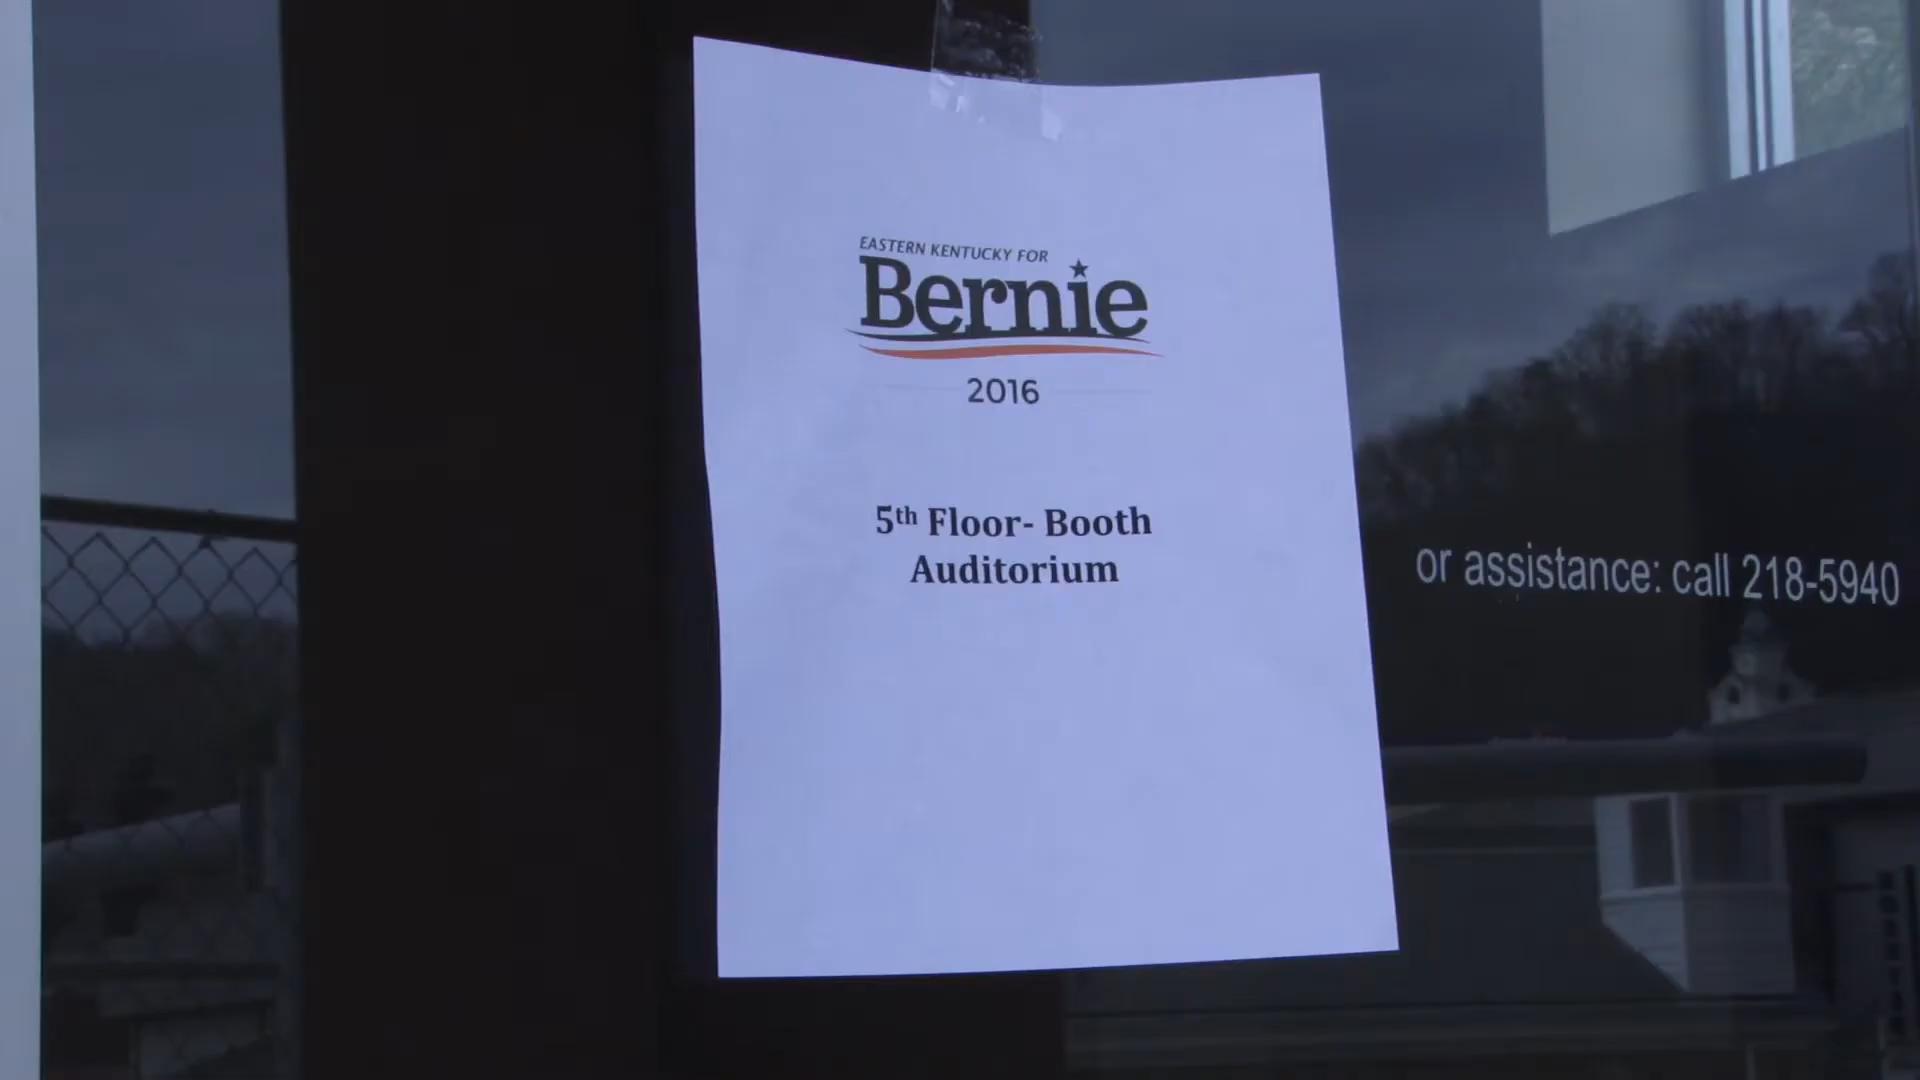 EASTERN KENTUCKY FOR
Bernie
2016
5th Floor- Booth
Auditorium
or assistance: call 218-5940